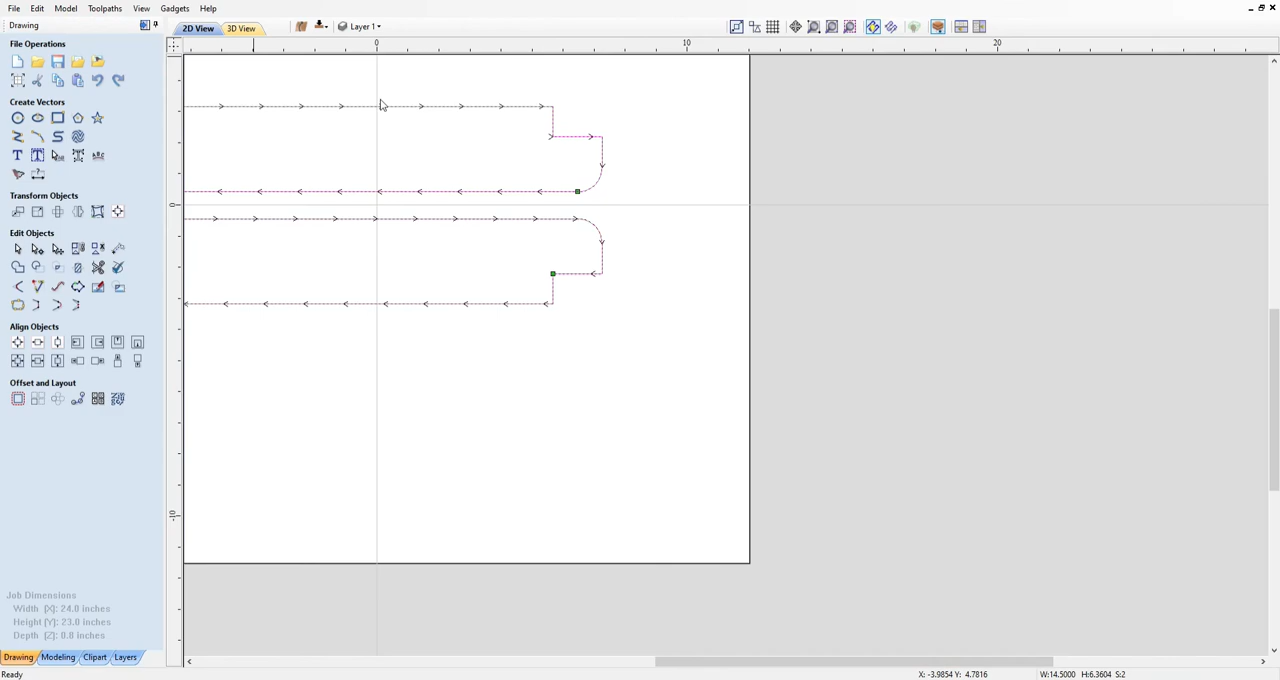 File Edit Model Toolpaths View Gadgets Help
Drawing
2D View 3D View
Layer 1
File Operations
0 10 20
Create Vectors
Transform Objects
0
Edit Objects
Align Objects
Offset and Layout
-10
Job Dimensions
Width (X): 24.0 inches
Height (Y): 23.0 inches
Depth (Z): 0.8 inches
Drawing Modeling Clipart Layers
Ready
X: -3.9854 Y: 4.7816
W:14.5000 H:6.3604 S:2